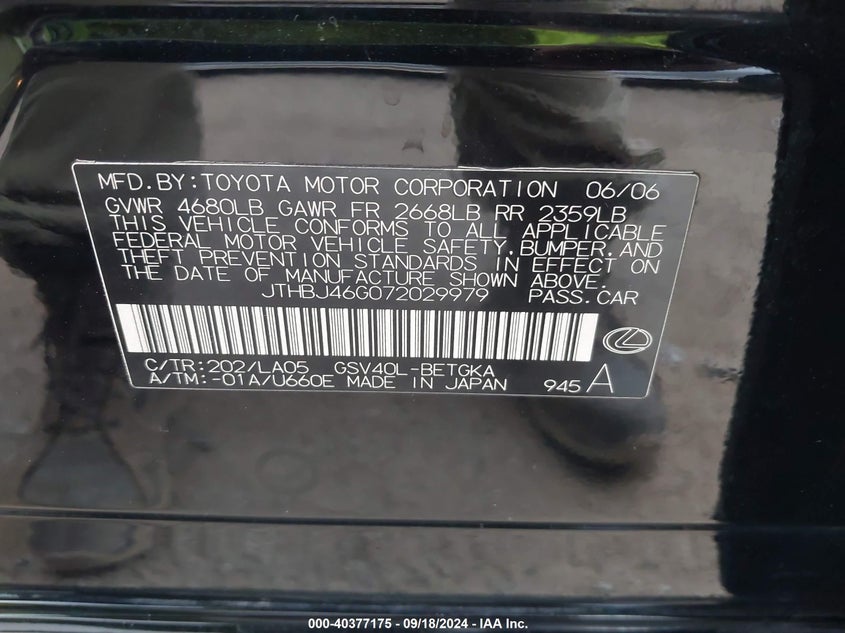 MFD.BY:TOYOTA MOTOR CORPORATION 06/06
GVWR 4680LB GAWR FR 2668LB RR 2359LB
THIS VEHICLE CONFORMS TO ALL APPLICABLE
FEDERAL MOTOR VEHICLE SAFETY,BUMPER,AND
THEFT PREVENTION STANDARDS IN EFFECT ON
THE DATE OF MANUFACTURE SHOWN ABOVE.
JTHBJ46G072029979 PASS.CAR
C/TR:202/LA05 GSV40L-BETGKA
A/TM:-01A/U660E MADE IN JAPAN 945 A
000-40377175 - 09/18/2024 - IAA Inc.